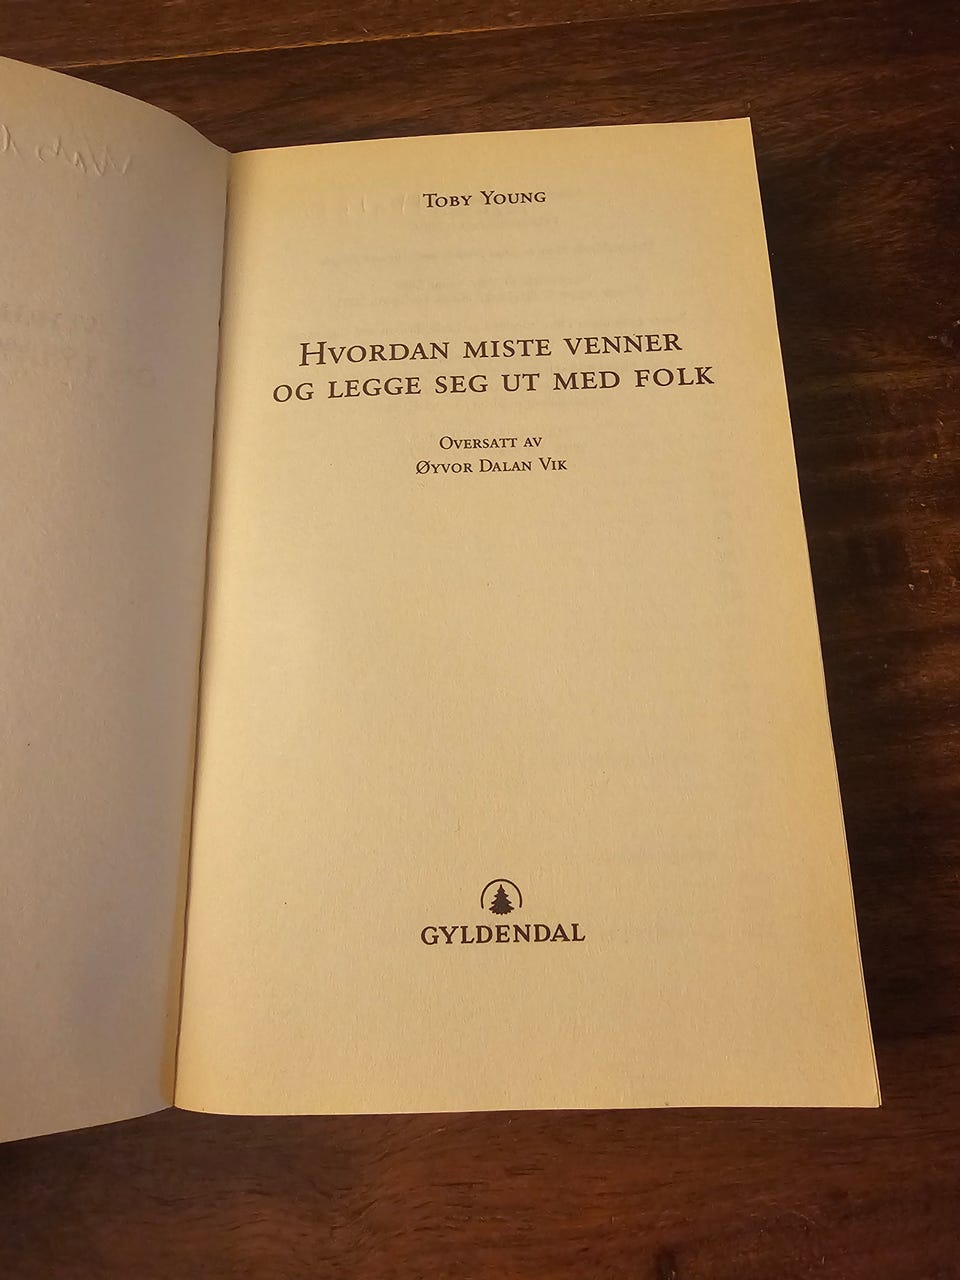 Toby Young
Hvordan miste venner
og legge seg ut med folk
Oversatt av
Øyvor Dalan Vik
GYLDENDAL